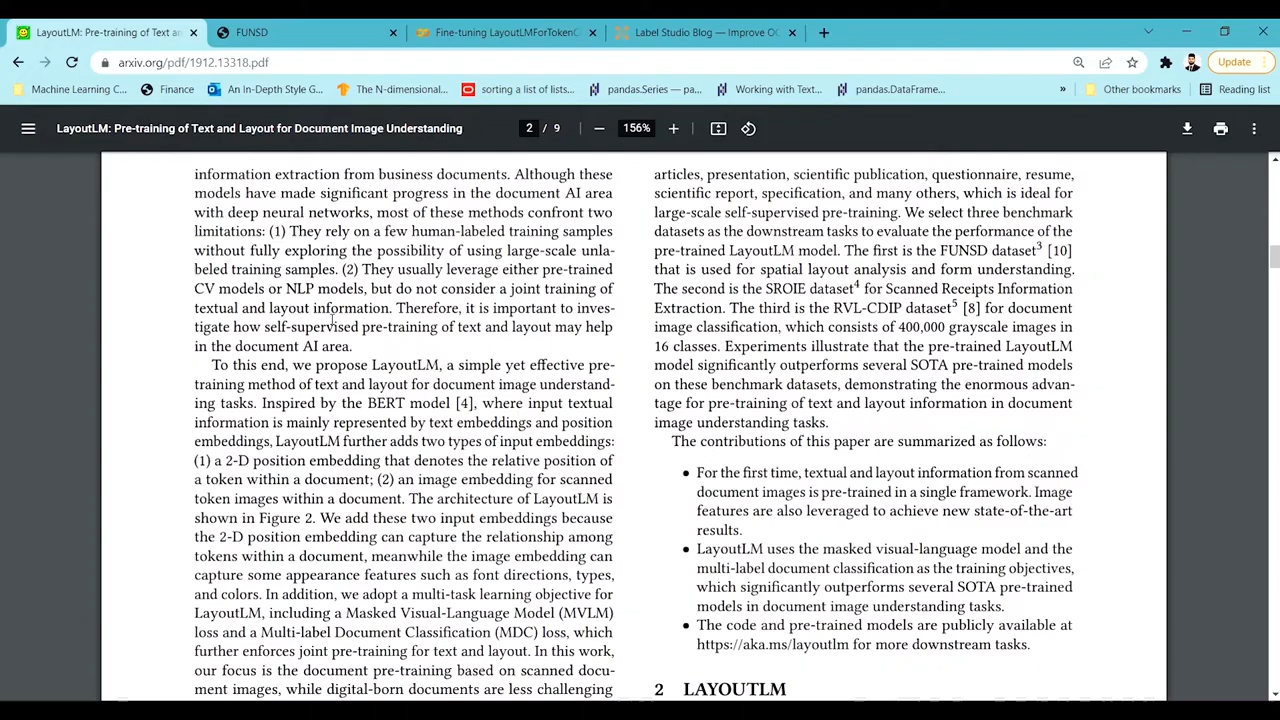 LayoutLM: Pre-training of Text an
FUNSD
Fine-tuning LayoutLMForTokenC
Label Studio Blog — Improve OC
arxiv.org/pdf/1912.13318.pdf
Update
Machine Learning C...
Finance
An In-Depth Style G...
The N-dimensional...
sorting a list of lists...
pandas.Series — pa...
Working with Text...
pandas.DataFrame...
»
Other bookmarks
Reading list
LayoutLM: Pre-training of Text and Layout for Document Image Understanding
2 / 9
156%
information extraction from business documents. Although these
models have made significant progress in the document AI area
with deep neural networks, most of these methods confront two
limitations: (1) They rely on a few human-labeled training samples
without fully exploring the possibility of using large-scale unla-
beled training samples. (2) They usually leverage either pre-trained
CV models or NLP models, but do not consider a joint training of
textual and layout information. Therefore, it is important to inves-
tigate how self-supervised pre-training of text and layout may help
in the document AI area.
To this end, we propose LayoutLM, a simple yet effective pre-
training method of text and layout for document image understand-
ing tasks. Inspired by the BERT model [4], where input textual
information is mainly represented by text embeddings and position
embeddings, LayoutLM further adds two types of input embeddings:
(1) a 2-D position embedding that denotes the relative position of
a token within a document; (2) an image embedding for scanned
token images within a document. The architecture of LayoutLM is
shown in Figure 2. We add these two input embeddings because
the 2-D position embedding can capture the relationship among
tokens within a document, meanwhile the image embedding can
capture some appearance features such as font directions, types,
and colors. In addition, we adopt a multi-task learning objective for
LayoutLM, including a Masked Visual-Language Model (MVLM)
loss and a Multi-label Document Classification (MDC) loss, which
further enforces joint pre-training for text and layout. In this work,
our focus is the document pre-training based on scanned docu-
ment images, while digital-born documents are less challenging
articles, presentation, scientific publication, questionnaire, resume,
scientific report, specification, and many others, which is ideal for
large-scale self-supervised pre-training. We select three benchmark
datasets as the downstream tasks to evaluate the performance of the
pre-trained LayoutLM model. The first is the FUNSD dataset3 [10]
that is used for spatial layout analysis and form understanding.
The second is the SROIE dataset4 for Scanned Receipts Information
Extraction. The third is the RVL-CDIP dataset5 [8] for document
image classification, which consists of 400,000 grayscale images in
16 classes. Experiments illustrate that the pre-trained LayoutLM
model significantly outperforms several SOTA pre-trained models
on these benchmark datasets, demonstrating the enormous advan-
tage for pre-training of text and layout information in document
image understanding tasks.
The contributions of this paper are summarized as follows:
• For the first time, textual and layout information from scanned
document images is pre-trained in a single framework. Image
features are also leveraged to achieve new state-of-the-art
results.
• LayoutLM uses the masked visual-language model and the
multi-label document classification as the training objectives,
which significantly outperforms several SOTA pre-trained
models in document image understanding tasks.
• The code and pre-trained models are publicly available at
https://aka.ms/layoutlm for more downstream tasks.
2 LAYOUTLM